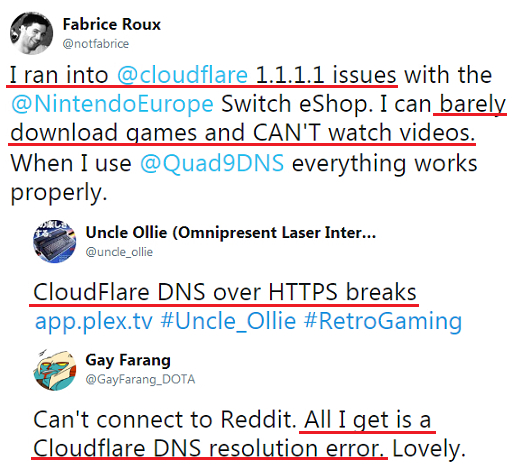 Fabrice Roux
@notfabrice
I ran into @cloudflare 1.1.1.1 issues with the
@NintendoEurope Switch eShop. I can barely
download games and CAN'T watch videos.
When I use @Quad9DNS everything works
properly.
Uncle Ollie (Omnipresent Laser Inter...
@uncle_ollie
CloudFlare DNS over HTTPS breaks
app.plex.tv #Uncle_Ollie #RetroGaming
Gay Farang
@GayFarang_DOTA
Can't connect to Reddit. All I get is a
Cloudflare DNS resolution error. Lovely.